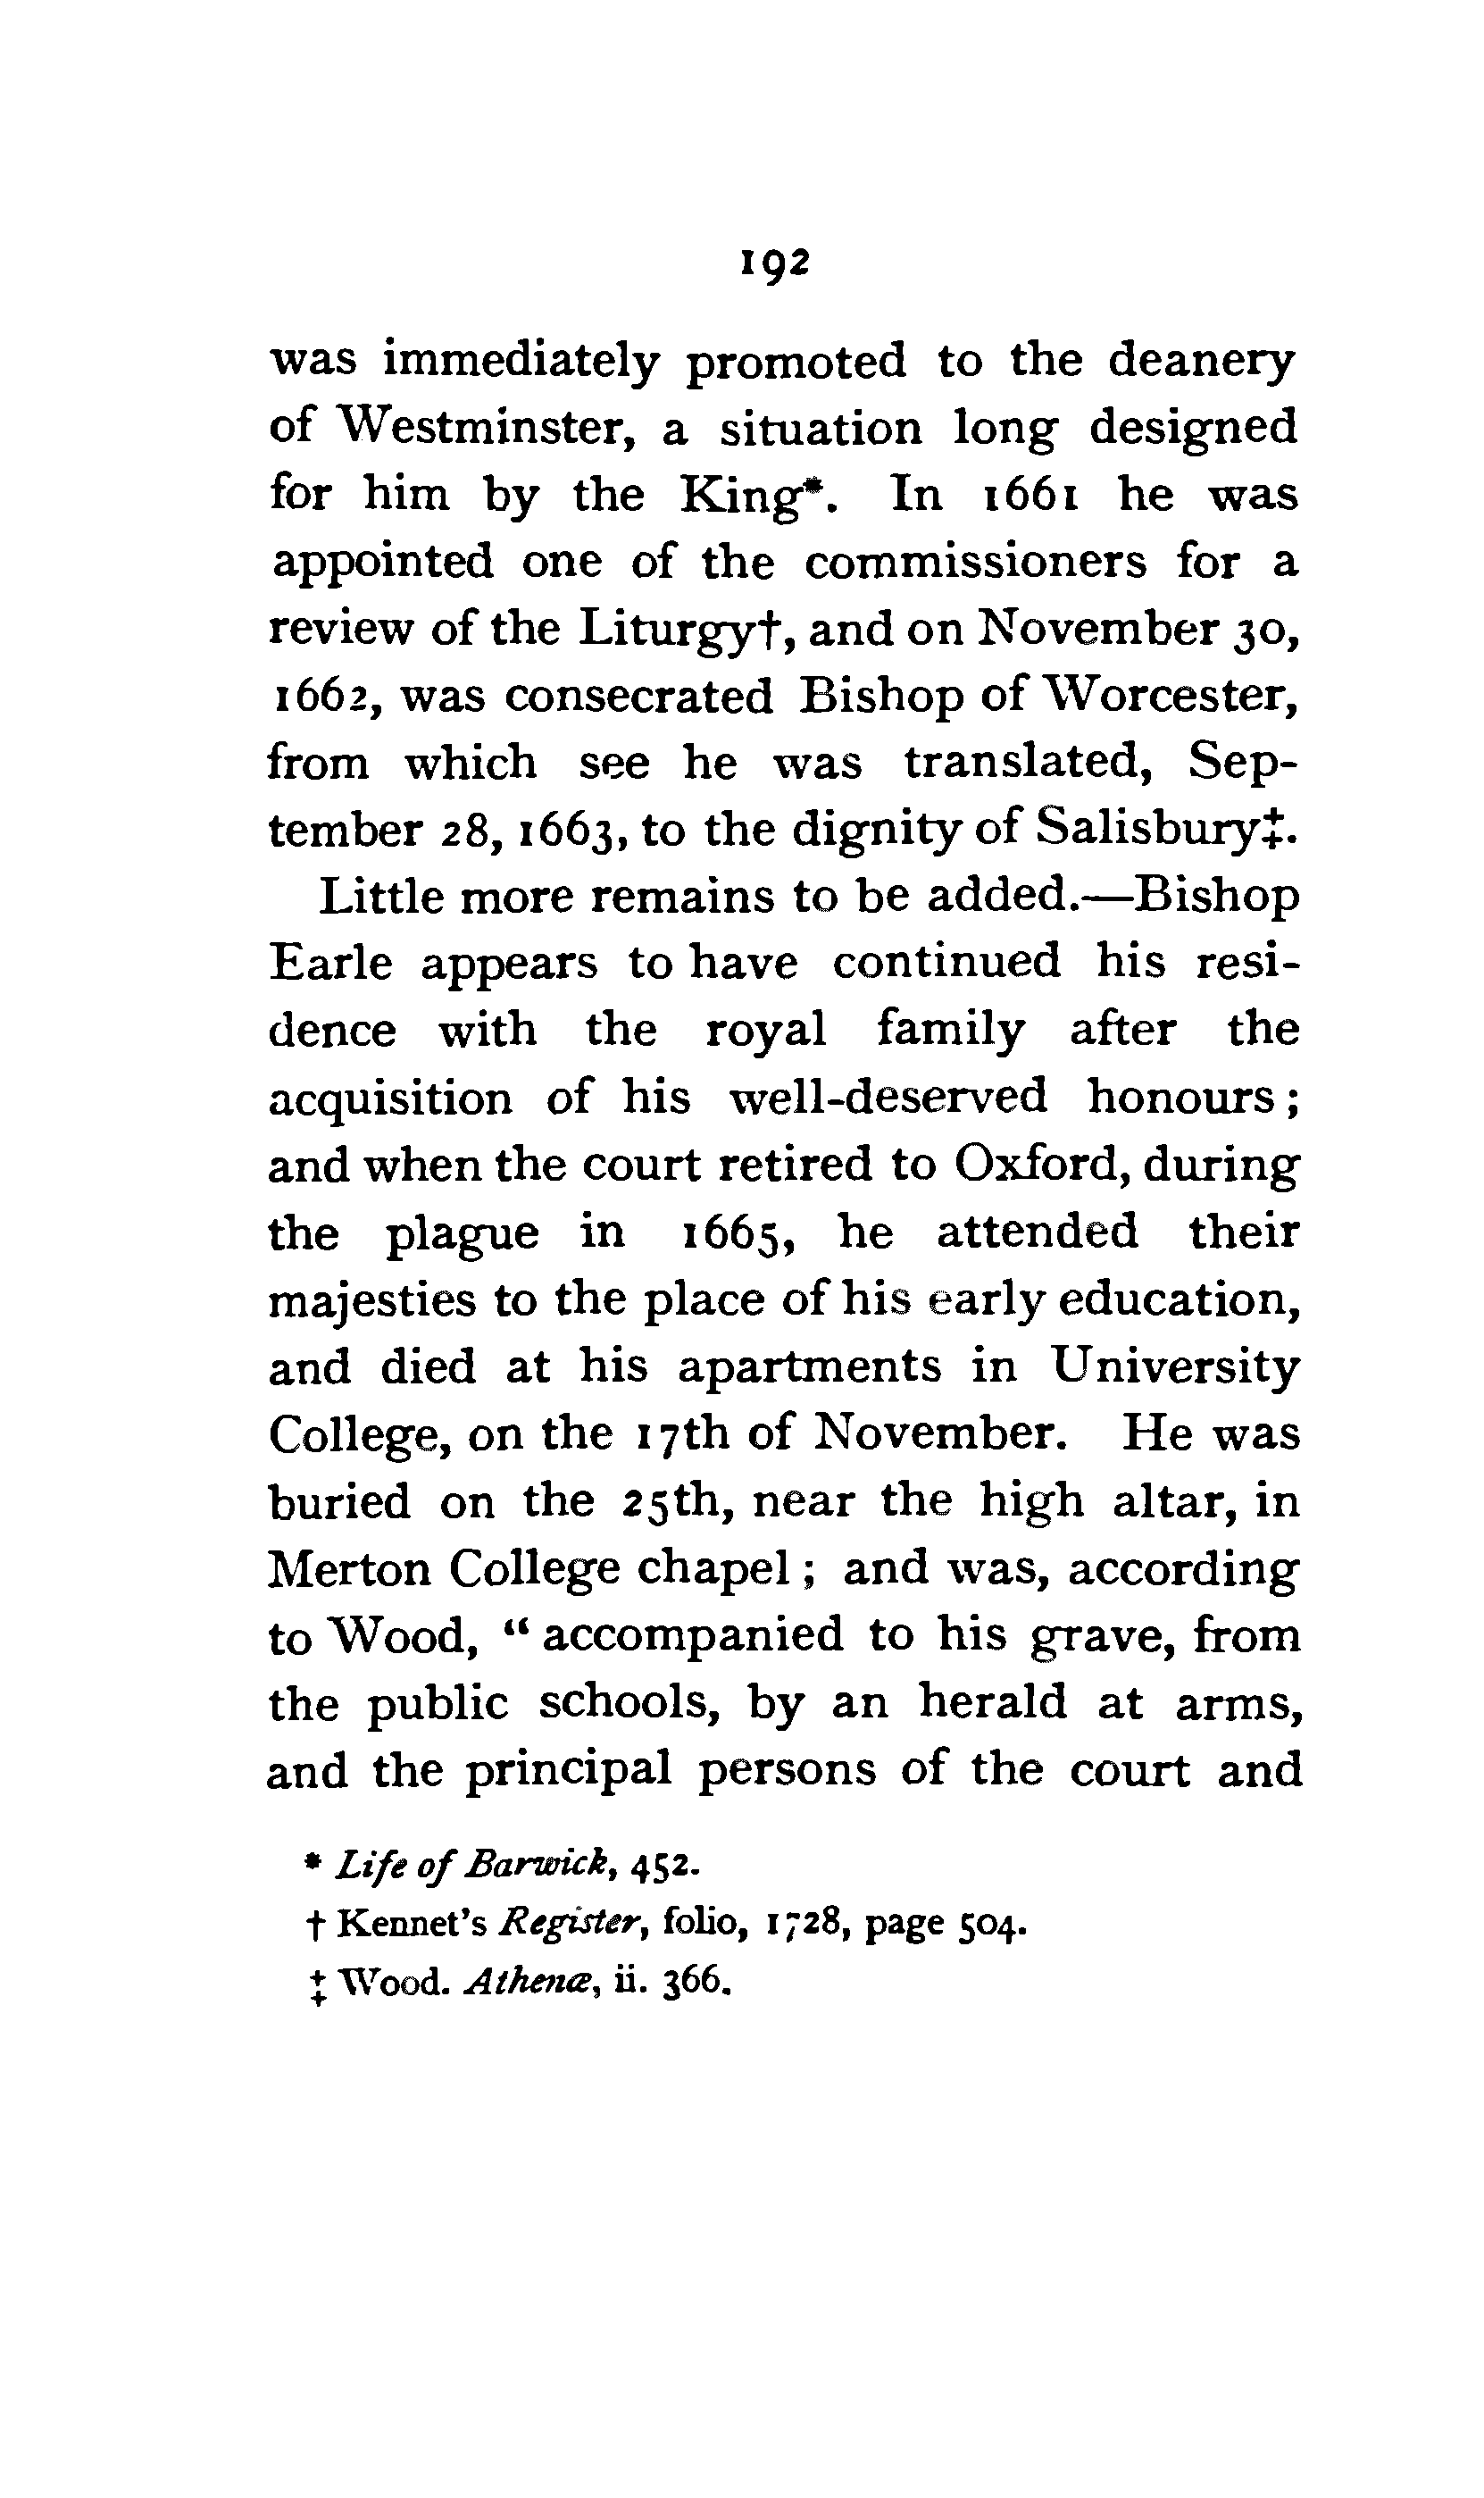 192
was immediately promoted to the deanery
of Westminster, a situation long designed
for him by the King*. In 1661 he was
appointed one of the commissioners for a
review of the Liturgy†, and on November 30,
1662, was consecrated Bishop of Worcester,
from which see he was translated, Sep-
tember 28, 1663, to the dignity of Salisbury‡.
Little more remains to be added.—Bishop
Earle appears to have continued his resi-
dence with the royal family after the
acquisition of his well-deserved honours;
and when the court retired to Oxford, during
the plague in 1665, he attended their
majesties to the place of his early education,
and died at his apartments in University
College, on the 17th of November. He was
buried on the 25th, near the high altar, in
Merton College chapel; and was, according
to Wood, “accompanied to his grave, from
the public schools, by an herald at arms,
and the principal persons of the court and
* Life of Barwick, 452.
† Kennet's Register, folio, 1728, page 504.
‡ Wood. Athenæ, ii. 366.